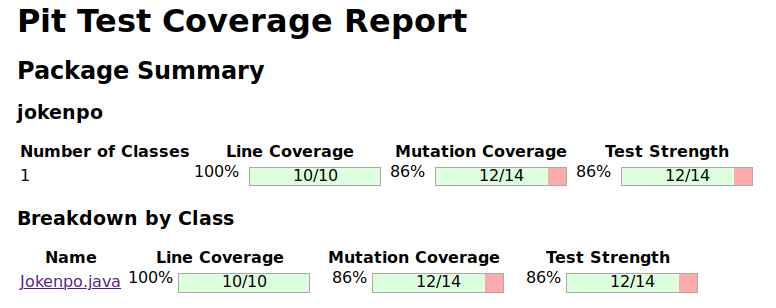 Pit Test Coverage Report
Package Summary
jokenpo
Number of Classes Line Coverage Mutation Coverage Test Strength
1 100% 10/10 86% 12/14 86% 12/14
Breakdown by Class
Name Line Coverage Mutation Coverage Test Strength
Jokenpo.java 100% 10/10 86% 12/14 86% 12/14